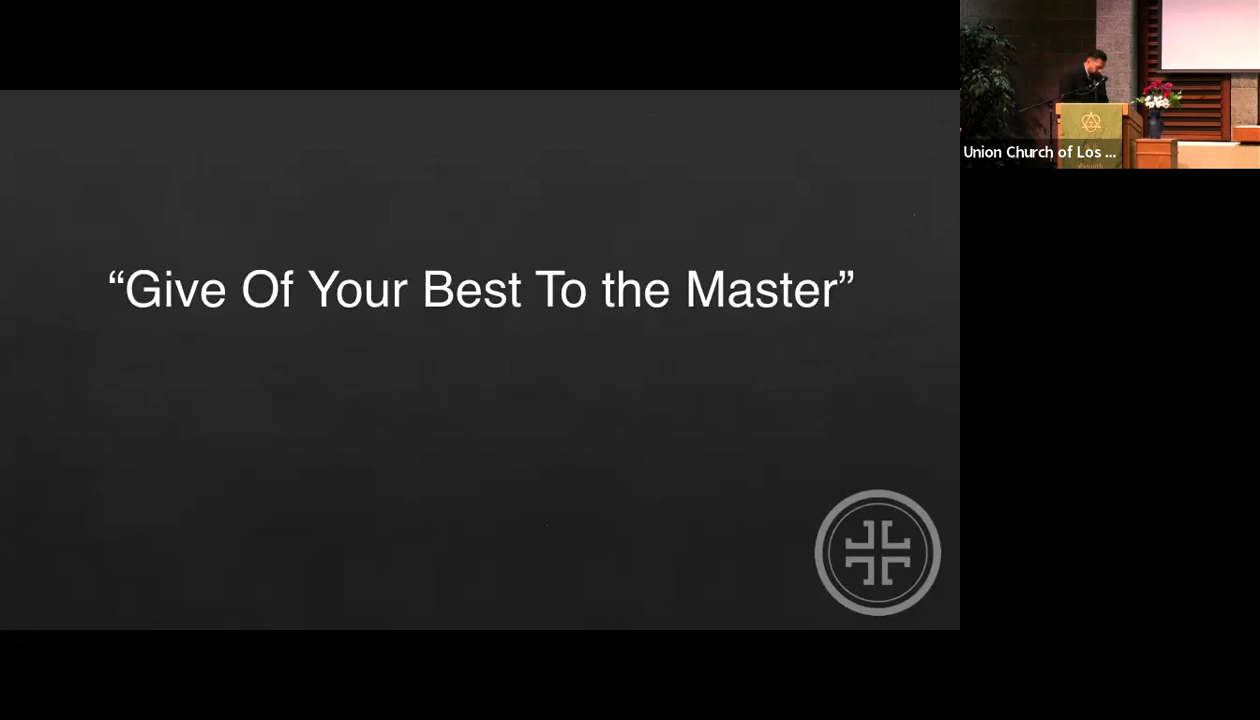 “Give Of Your Best To the Master”
Union Church of Los ...